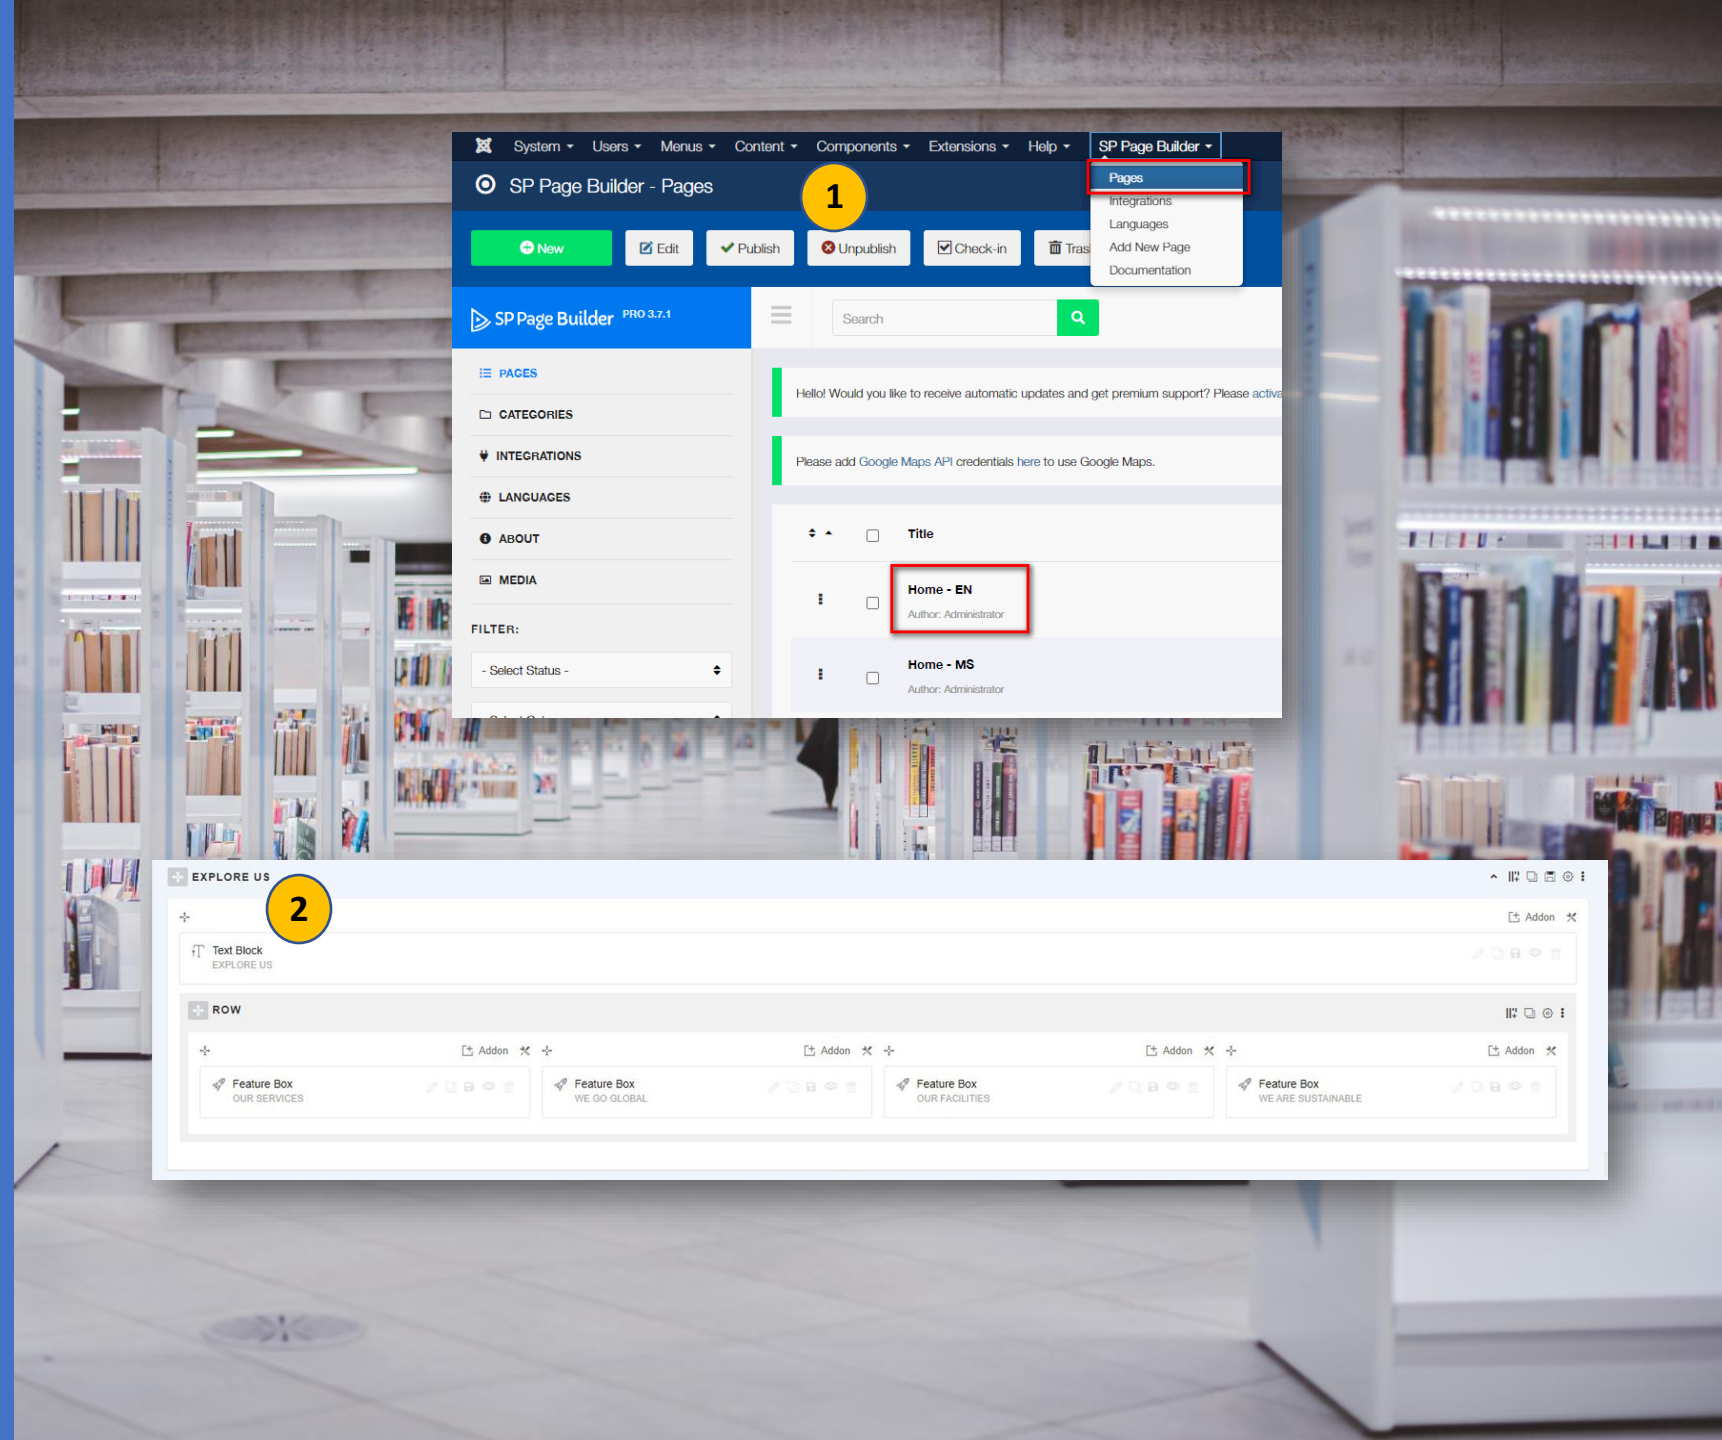 System Users Menus Content Components Extensions Help SP Page Builder
SP Page Builder - Pages
1
Pages
Integrations
Languages
Add New Page
Documentation
New Edit Publish Unpublish Check-in Tras
SP Page Builder PRO 3.7.1
Search
PAGES
CATEGORIES
INTEGRATIONS
LANGUAGES
ABOUT
MEDIA
FILTER:
- Select Status -
Hello! Would you like to receive automatic updates and get premium support? Please activa
Please add Google Maps API credentials here to use Google Maps.
Title
Home - EN
Author: Administrator
Home - MS
Author: Administrator
EXPLORE US
2
Addon
Text Block
EXPLORE US
ROW
Addon Addon Addon Addon
Feature Box
OUR SERVICES
Feature Box
WE GO GLOBAL
Feature Box
OUR FACILITIES
Feature Box
WE ARE SUSTAINABLE